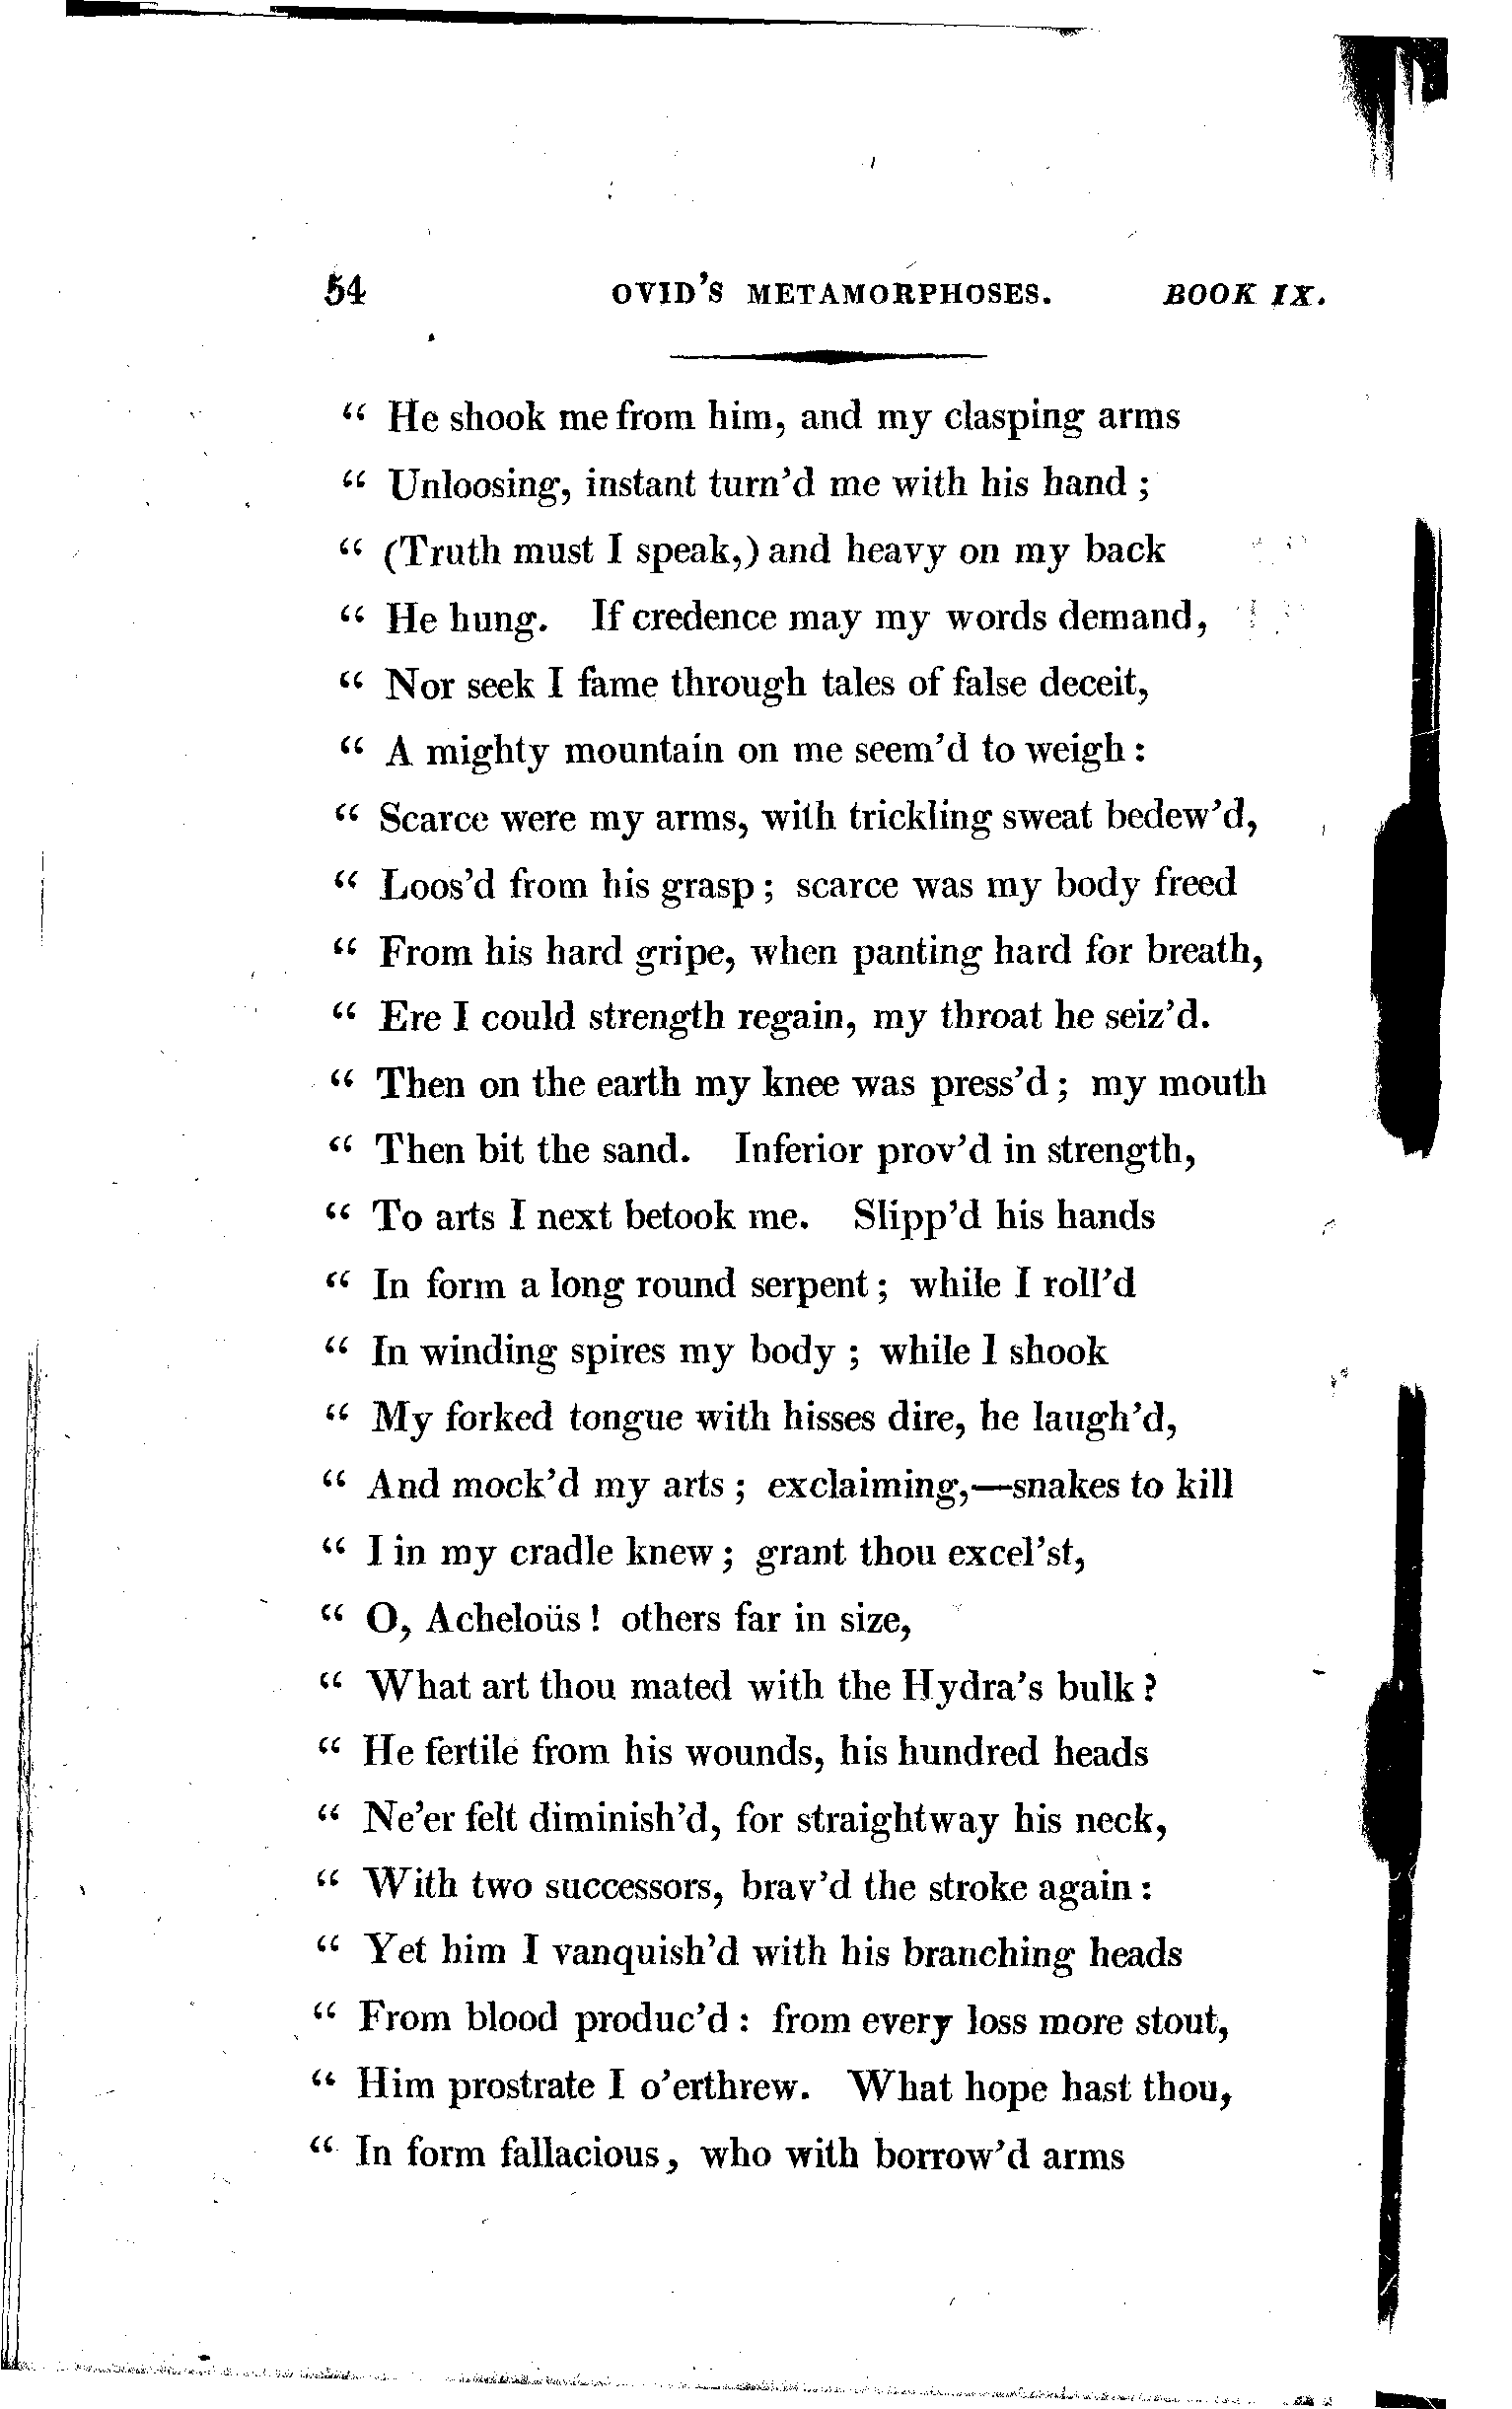 54 OVID'S METAMORPHOSES. BOOK IX.
“ He shook me from him, and my clasping arms
“ Unloosing, instant turn'd me with his hand ;
“ (Truth must I speak,) and heavy on my back
“ He hung. If credence may my words demand,
“ Nor seek I fame through tales of false deceit,
“ A mighty mountain on me seem'd to weigh :
“ Scarce were my arms, with trickling sweat bedew'd,
“ Loos'd from his grasp ; scarce was my body freed
“ From his hard gripe, when panting hard for breath,
“ Ere I could strength regain, my throat he seiz'd.
“ Then on the earth my knee was press'd ; my mouth
“ Then bit the sand. Inferior prov'd in strength,
“ To arts I next betook me. Slipp'd his hands
“ In form a long round serpent ; while I roll'd
“ In winding spires my body ; while I shook
“ My forked tongue with hisses dire, he laugh'd,
“ And mock'd my arts ; exclaiming,—snakes to kill
“ I in my cradle knew ; grant thou excel'st,
“ O, Acheloüs ! others far in size,
“ What art thou mated with the Hydra's bulk ?
“ He fertile from his wounds, his hundred heads
“ Ne'er felt diminish'd, for straightway his neck,
“ With two successors, brav'd the stroke again :
“ Yet him I vanquish'd with his branching heads
“ From blood produc'd : from every loss more stout,
“ Him prostrate I o'erthrew. What hope hast thou,
“ In form fallacious, who with borrow'd arms